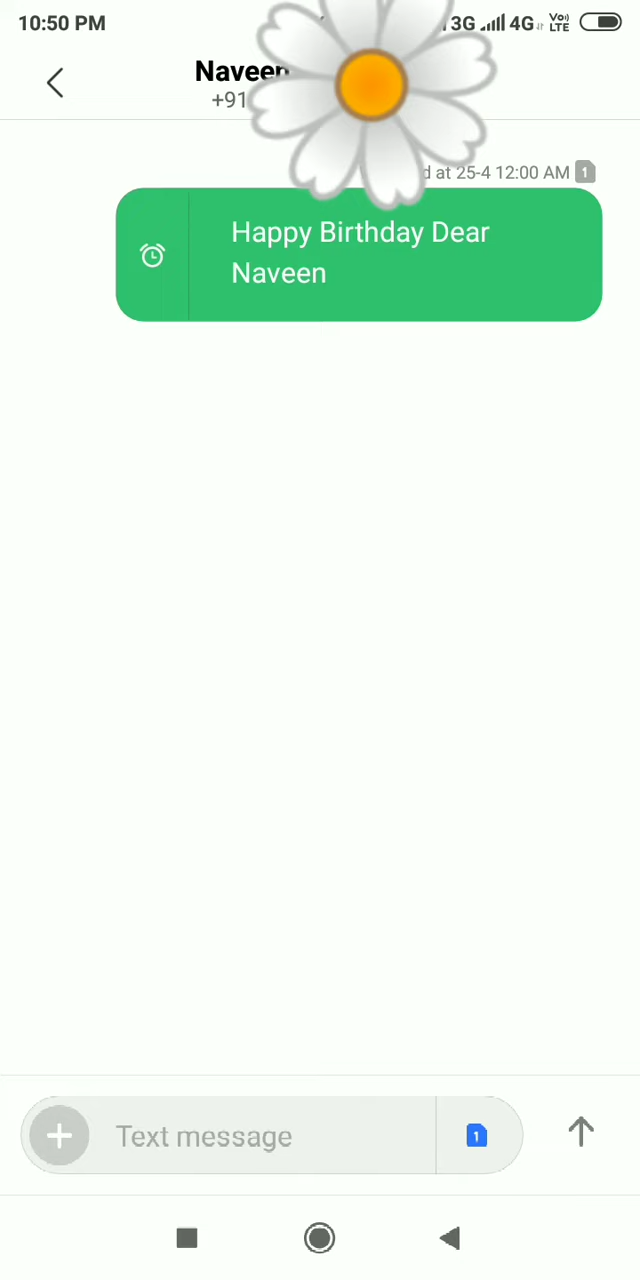 10:50 PM
3G 4G Vo) LTE
Naveen
+91
at 25-4 12:00 AM 1
Happy Birthday Dear
Naveen
Text message
1